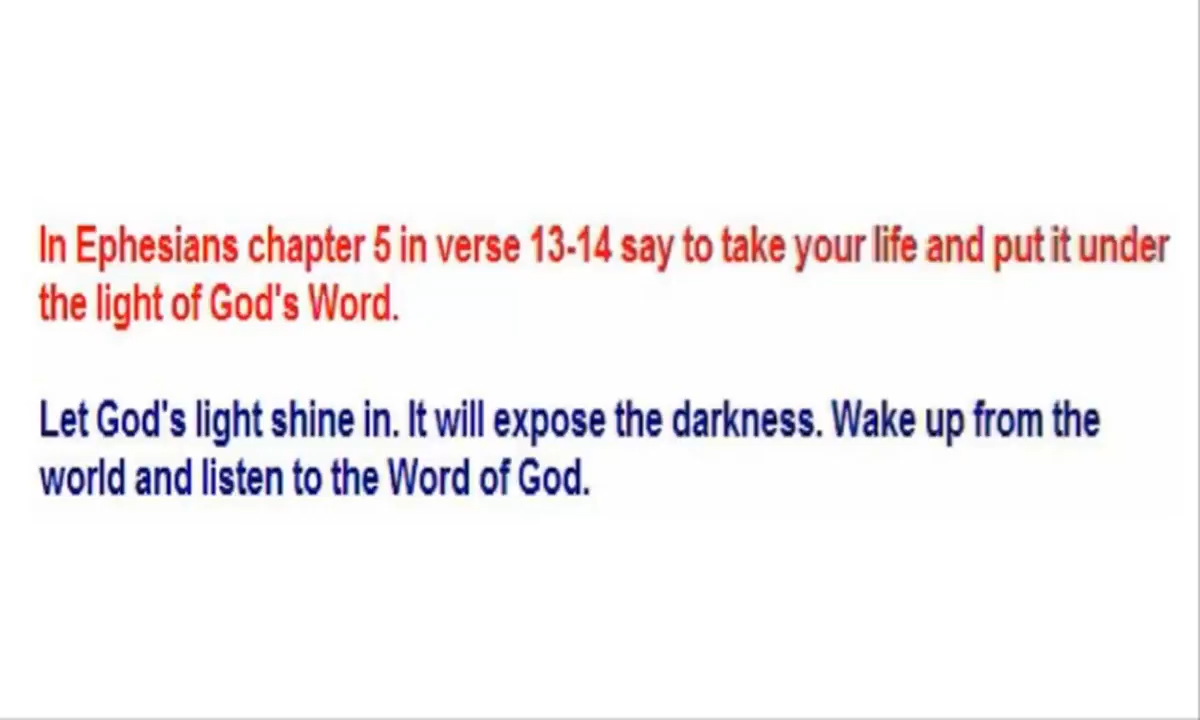 In Ephesians chapter 5 in verse 13-14 say to take your life and put it under
the light of God's Word.
Let God's light shine in. It will expose the darkness. Wake up from the
world and listen to the Word of God.